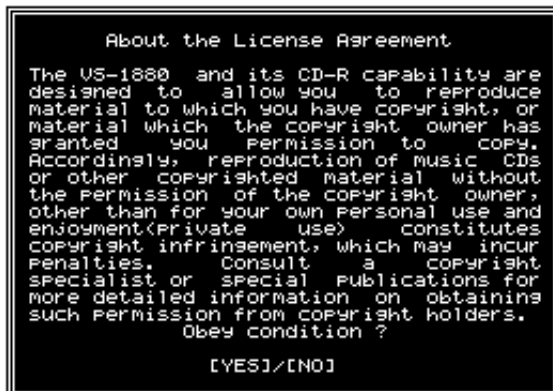 About the License Agreement
The VS-1880 and its CD-R capability are
designed to allow you to reproduce
material to which you have copyright, or
material which the copyright owner has
granted you permission to copy.
Accordingly, reproduction of music CDs
or other copyrighted material without
the permission of the copyright owner,
other than for your own personal use and
enjoyment(private use) constitutes
copyright infringement, which may incur
penalties. Consult a copyright
specialist or special publications for
more detailed information on obtaining
such permission from copyright holders.
Obey condition ?
[YES]/[NO]